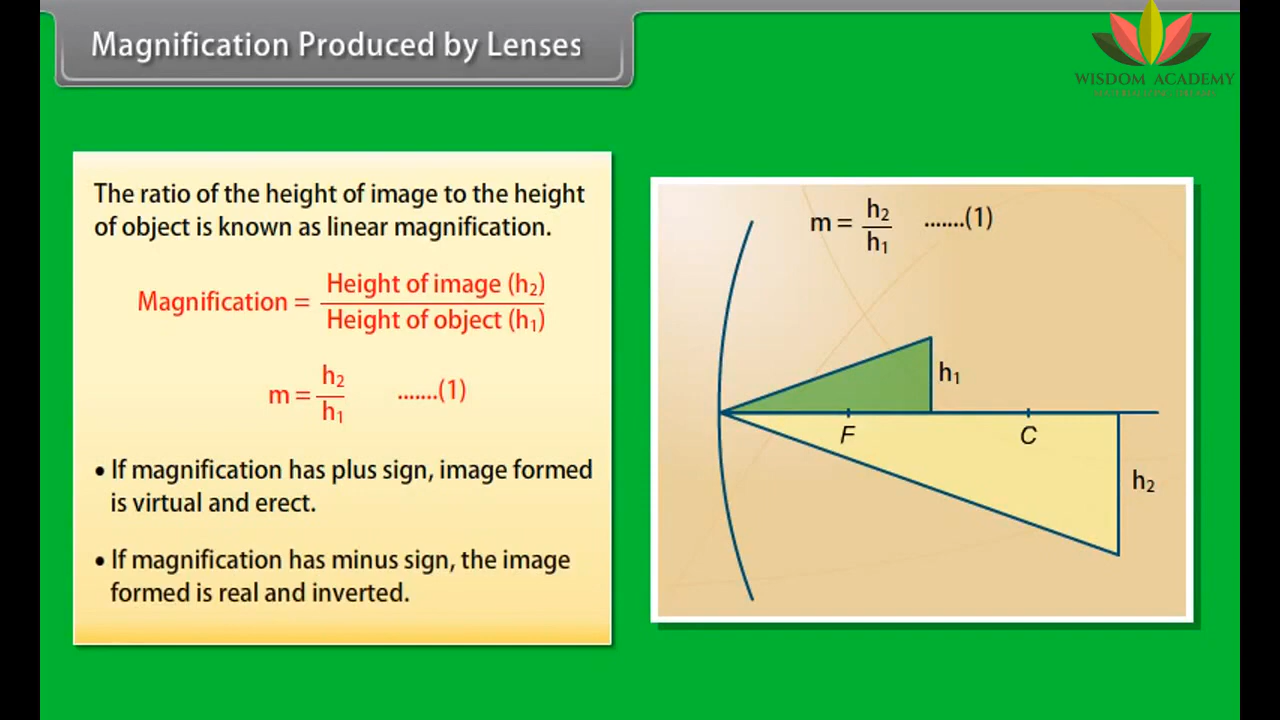 Magnification Produced by Lenses
WISDOM ACADEMY
The ratio of the height of image to the height
of object is known as linear magnification.
Magnification = Height of image (h₂) / Height of object (h₁)
m = h₂ / h₁ .......(1)
• If magnification has plus sign, image formed
is virtual and erect.
• If magnification has minus sign, the image
formed is real and inverted.
m = h₂ / h₁ .......(1)
h₁
F
C
h₂